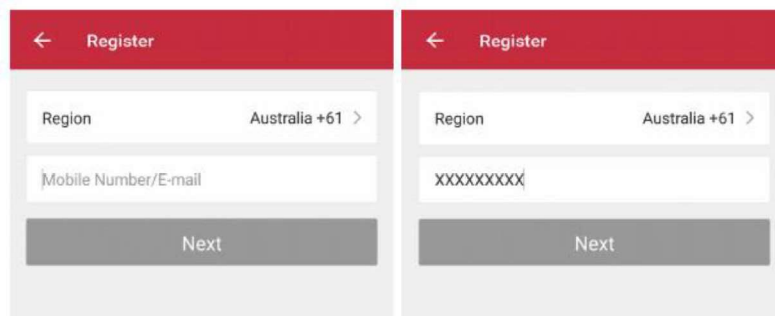 Register
Region Australia +61
Mobile Number/E-mail
Next
Register
Region Australia +61
XXXXXXXXX
Next